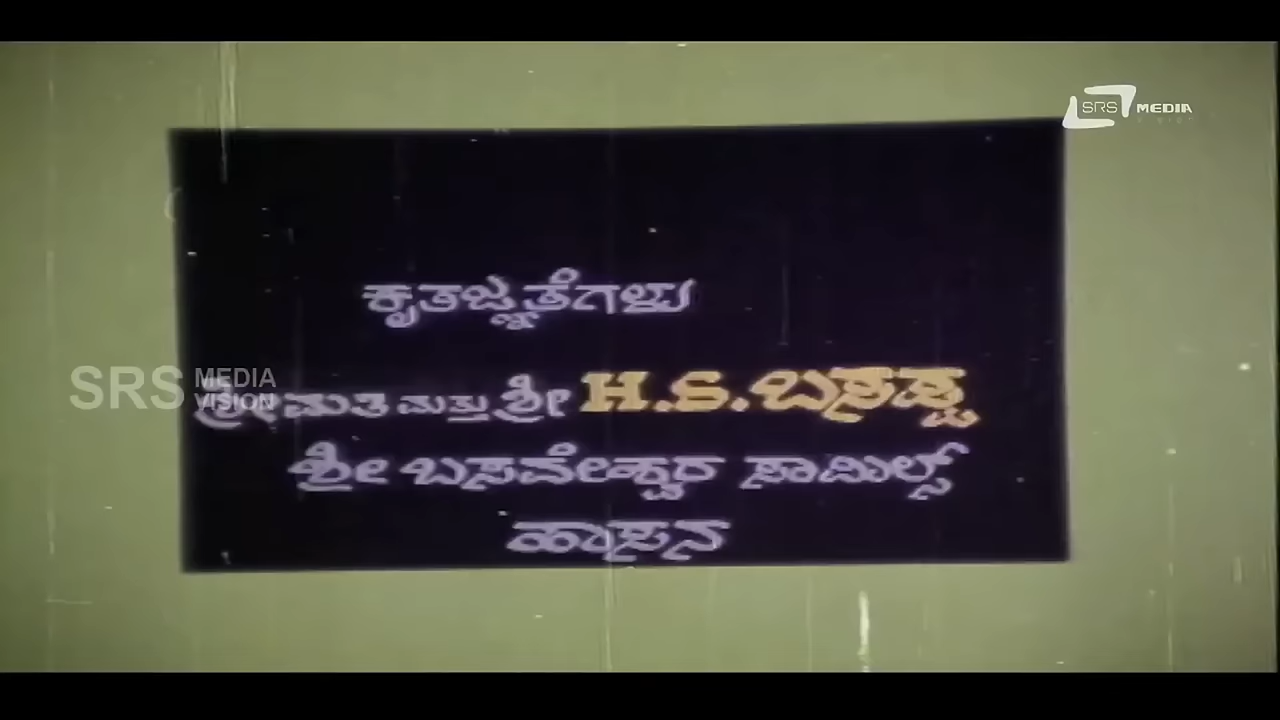 SRS MEDIA
ಕೃತಜ್ಞತೆಗಳು
SRS MEDIA VISION
ಶ್ರೀಮತಿ ಮತ್ತು ಶ್ರೀ H.S.ಬಸಪ್ಪ
ಶ್ರೀ ಬಸವೇಶ್ವರ ಸಾಮಿಲ್ಸ್
ಹಾಸನ